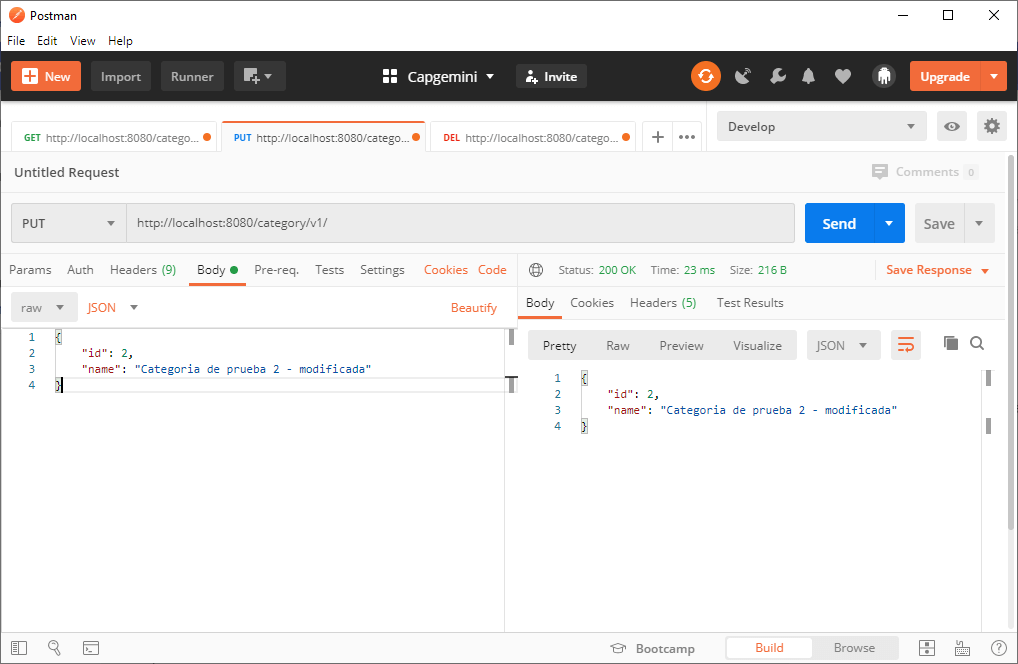 Postman
File Edit View Help
New Import Runner Capgemini Invite Upgrade
GET http://localhost:8080/catego... PUT http://localhost:8080/catego... DEL http://localhost:8080/catego... Develop
Untitled Request Comments 0
PUT http://localhost:8080/category/v1/ Send Save
Params Auth Headers (9) Body Pre-req. Tests Settings Cookies Code Status: 200 OK Time: 23 ms Size: 216 B Save Response
raw JSON Beautify
1 {
2 "id": 2,
3 "name": "Categoria de prueba 2 - modificada"
4 }
Body Cookies Headers (5) Test Results
Pretty Raw Preview Visualize JSON
1 {
2 "id": 2,
3 "name": "Categoria de prueba 2 - modificada"
4 }
Bootcamp Build Browse